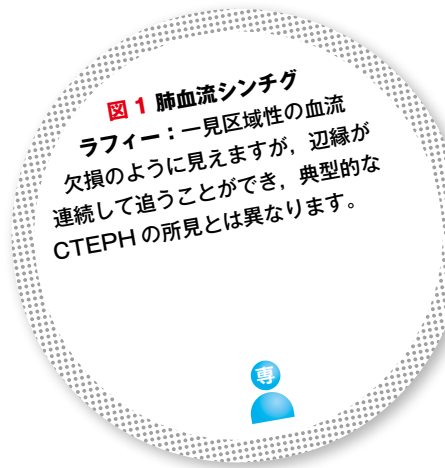 図 1 肺血流シンチグ
ラフィー：一見区域性の血流
欠損のように見えますが，辺縁が
連続して追うことができ，典型的な
CTEPH の所見とは異なります。
専